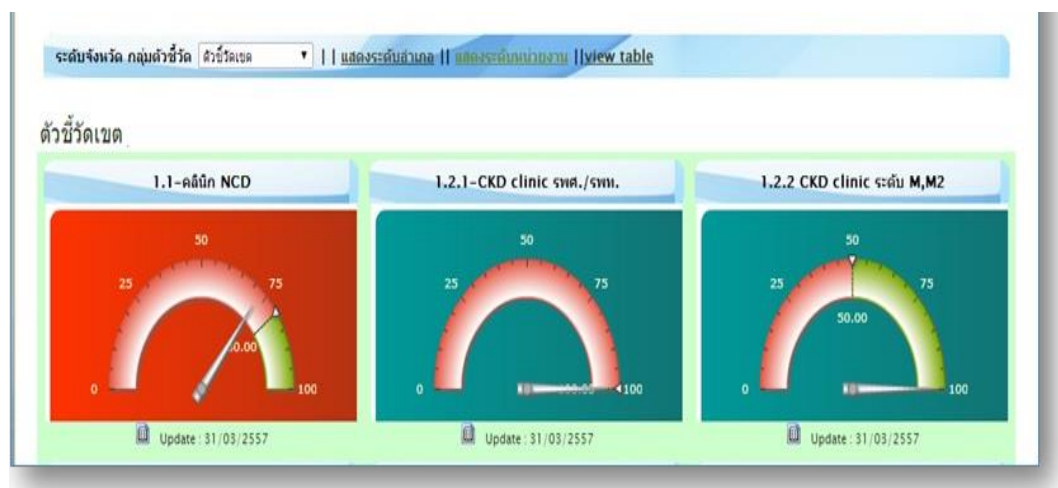 ระดับจังหวัด กลุ่มตัวชี้วัด ตัวชี้วัดเขต || แสดงระดับอำเภอ || แสดงระดับหน่วยงาน ||view table
ตัวชี้วัดเขต
1.1-คลินิก NCD
1.2.1-CKD clinic รพศ./รพท.
1.2.2 CKD clinic ระดับ M,M2
0 25 50 75 100
0 25 50 75 100
100.00
0 25 50 75 100
50.00
Update : 31/03/2557
Update : 31/03/2557
Update : 31/03/2557